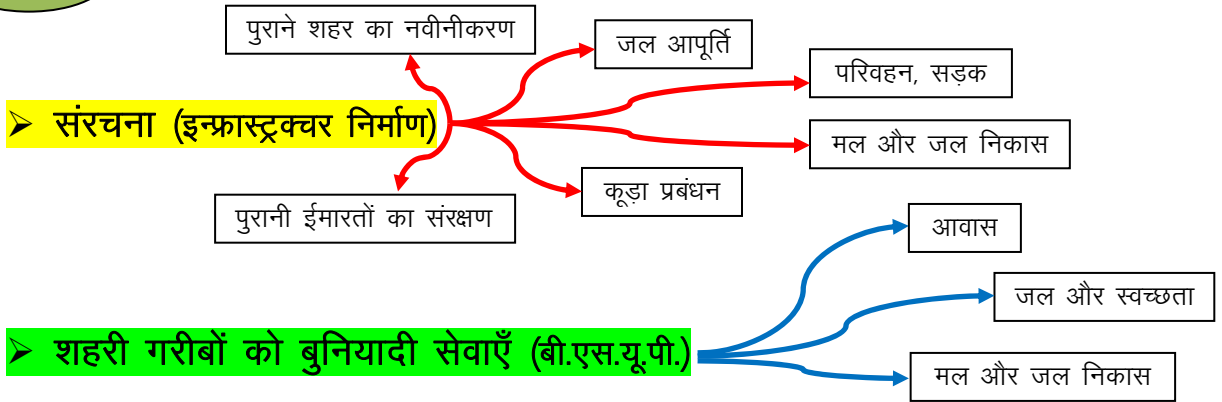 पुराने शहर का नवीनीकरण
जल आपूर्ति
परिवहन, सड़क
➢ संरचना (इन्फ्रास्ट्रक्चर निर्माण)
मल और जल निकास
कूड़ा प्रबंधन
पुरानी ईमारतों का संरक्षण
आवास
जल और स्वच्छता
➢ शहरी गरीबों को बुनियादी सेवाएँ (बी.एस.यू.पी.)
मल और जल निकास